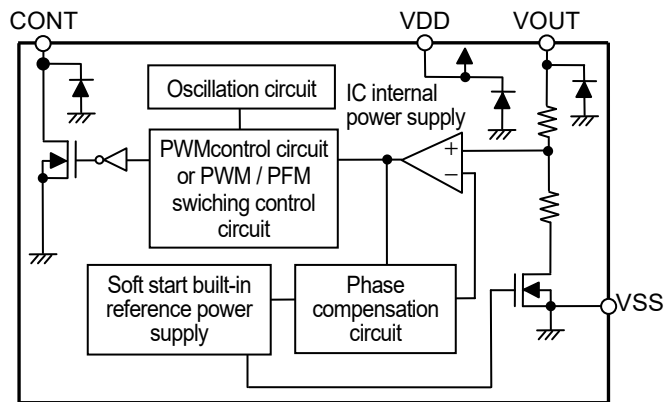 CONT
VDD
VOUT
Oscillation circuit
IC internal
power supply
PWMcontrol circuit
or PWM / PFM
swiching control
circuit
+
−
Soft start built-in
reference power
supply
Phase
compensation
circuit
VSS